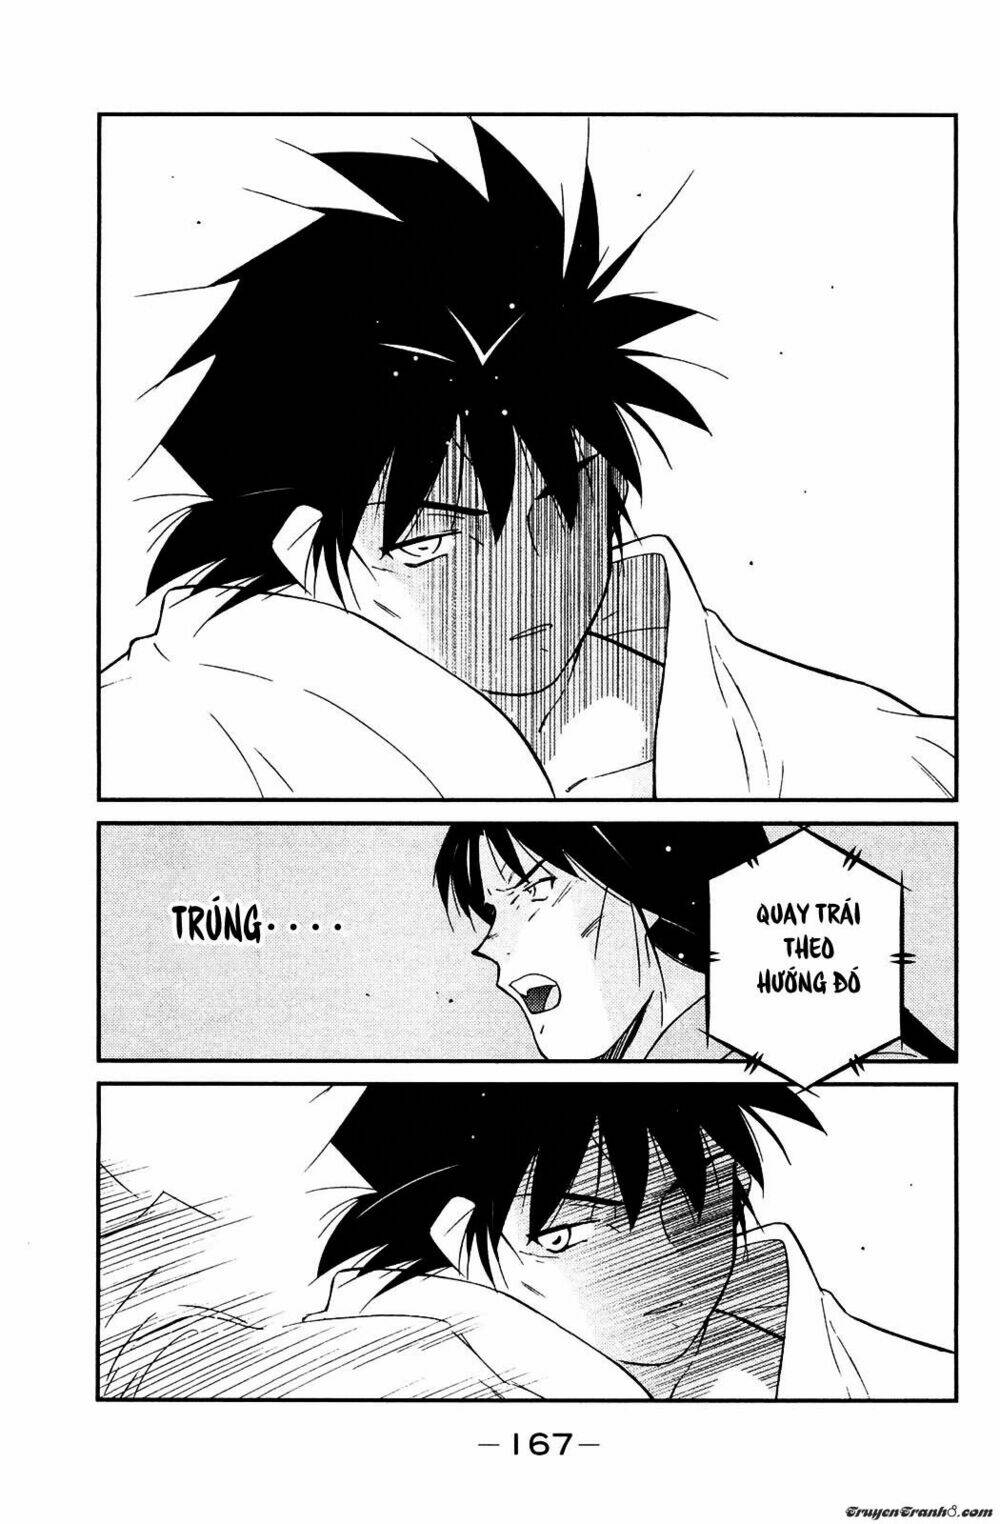 QUAY TRÁI
THEO
HƯỚNG ĐÓ
TRÚNG....
—167—
TruyenTranh8.com